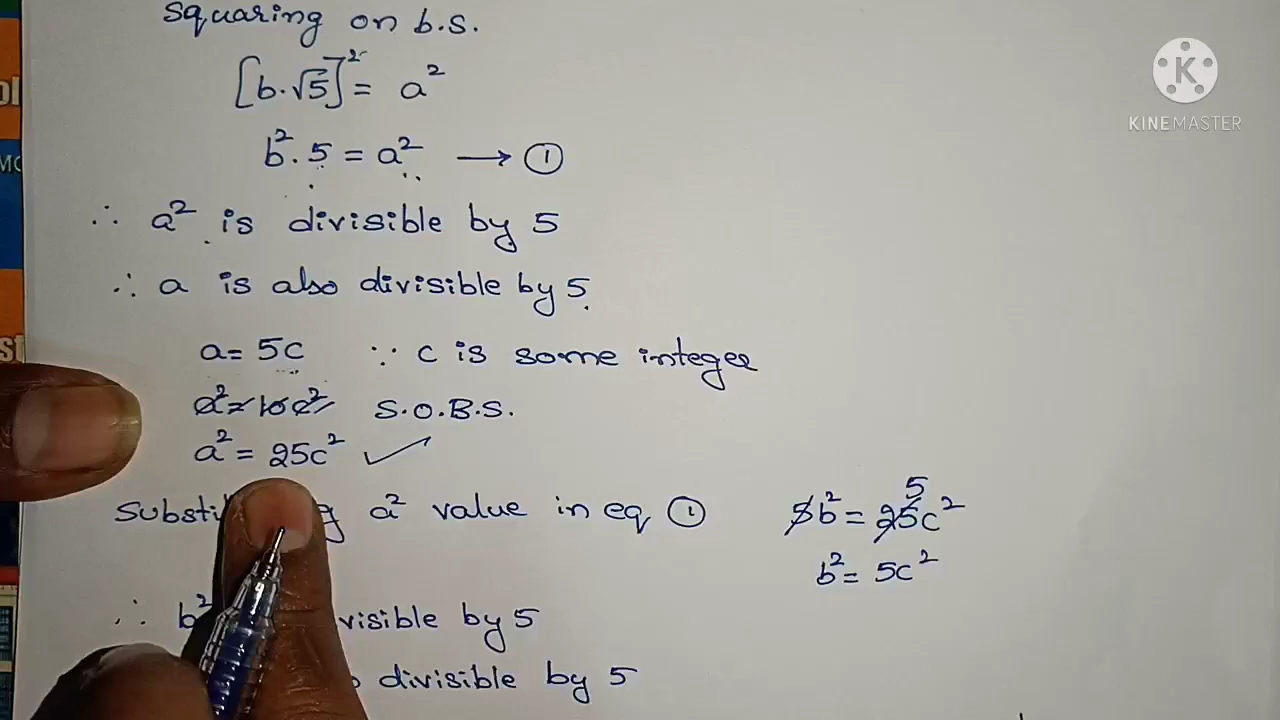 squaring on b.s.
[b.√5]² = a²
b².5 = a² → ①
∴ a² is divisible by 5
∴ a is also divisible by 5.
a = 5c ∵ c is some integer
a² = 10c² S.O.B.S.
a² = 25c² ✓
a² value in eq ①
5b² = 25c² 5
b² = 5c²
∴ b² by 5
divisible by 5
K
KINEMASTER